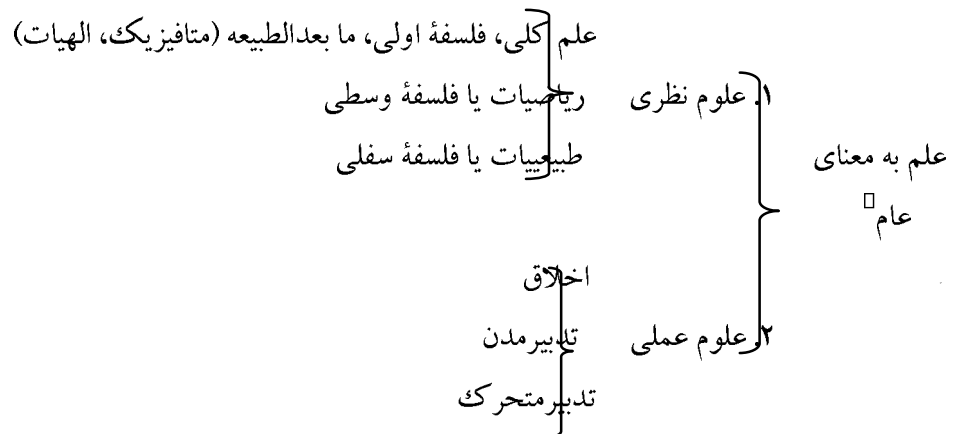 علم کلی، فلسفهٔ اولی، ما بعدالطبیعه (متافیزیک، الهیات)
۱. علوم نظری ریاضیات یا فلسفهٔ وسطی
علم به معنای طبیعییات یا فلسفهٔ سفلی
عام
اخلاق
۲. علوم عملی تدبیرمدن
تدبیرمتحرک